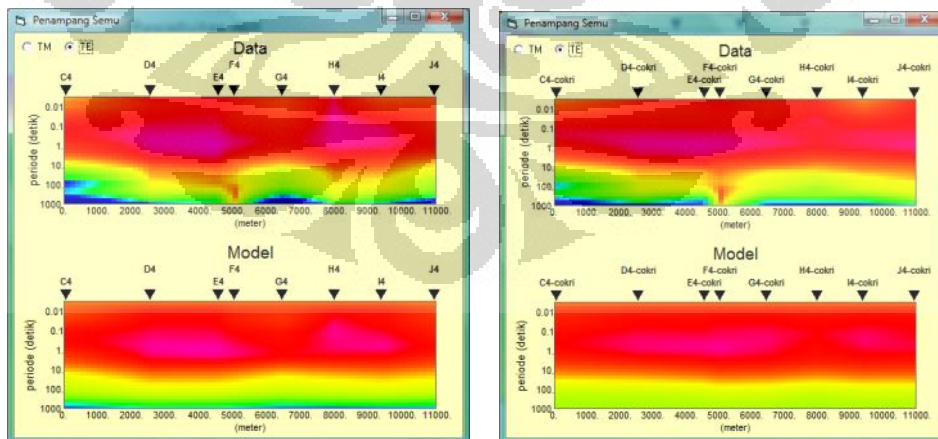 Penampang Semu
TM TE
Data
D4 F4 H4 J4
C4 E4 G4 I4
0.01
0.1
1.
10.
100.
1000.
periode (detik)
0. 1000. 2000. 3000. 4000. 5000. 6000. 7000. 8000. 9000. 10000. 11000.
(meter)
Model
D4 F4 H4 J4
C4 E4 G4 I4
0.01
0.1
1.
10.
100.
1000.
periode (detik)
0. 1000. 2000. 3000. 4000. 5000. 6000. 7000. 8000. 9000. 10000. 11000.
(meter)
Penampang Semu
TM TE
Data
D4-cokri F4-cokri H4-cokri J4-cokri
C4-cokri E4-cokri G4-cokri I4-cokri
0.01
0.1
1.
10.
100.
1000.
periode (detik)
0. 1000. 2000. 3000. 4000. 5000. 6000. 7000. 8000. 9000. 10000. 11000.
(meter)
Model
D4-cokri F4-cokri H4-cokri J4-cokri
C4-cokri E4-cokri G4-cokri I4-cokri
0.01
0.1
1.
10.
100.
1000.
periode (detik)
0. 1000. 2000. 3000. 4000. 5000. 6000. 7000. 8000. 9000. 10000. 11000.
(meter)